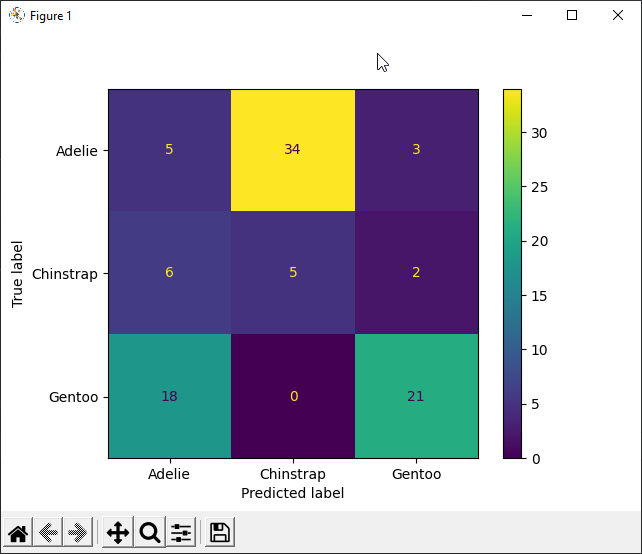 Figure 1
Adelie 5 34 3 30
25
Chinstrap 6 5 2 20
15
10
Gentoo 18 0 21 5
0
True label
Adelie Chinstrap Gentoo
Predicted label